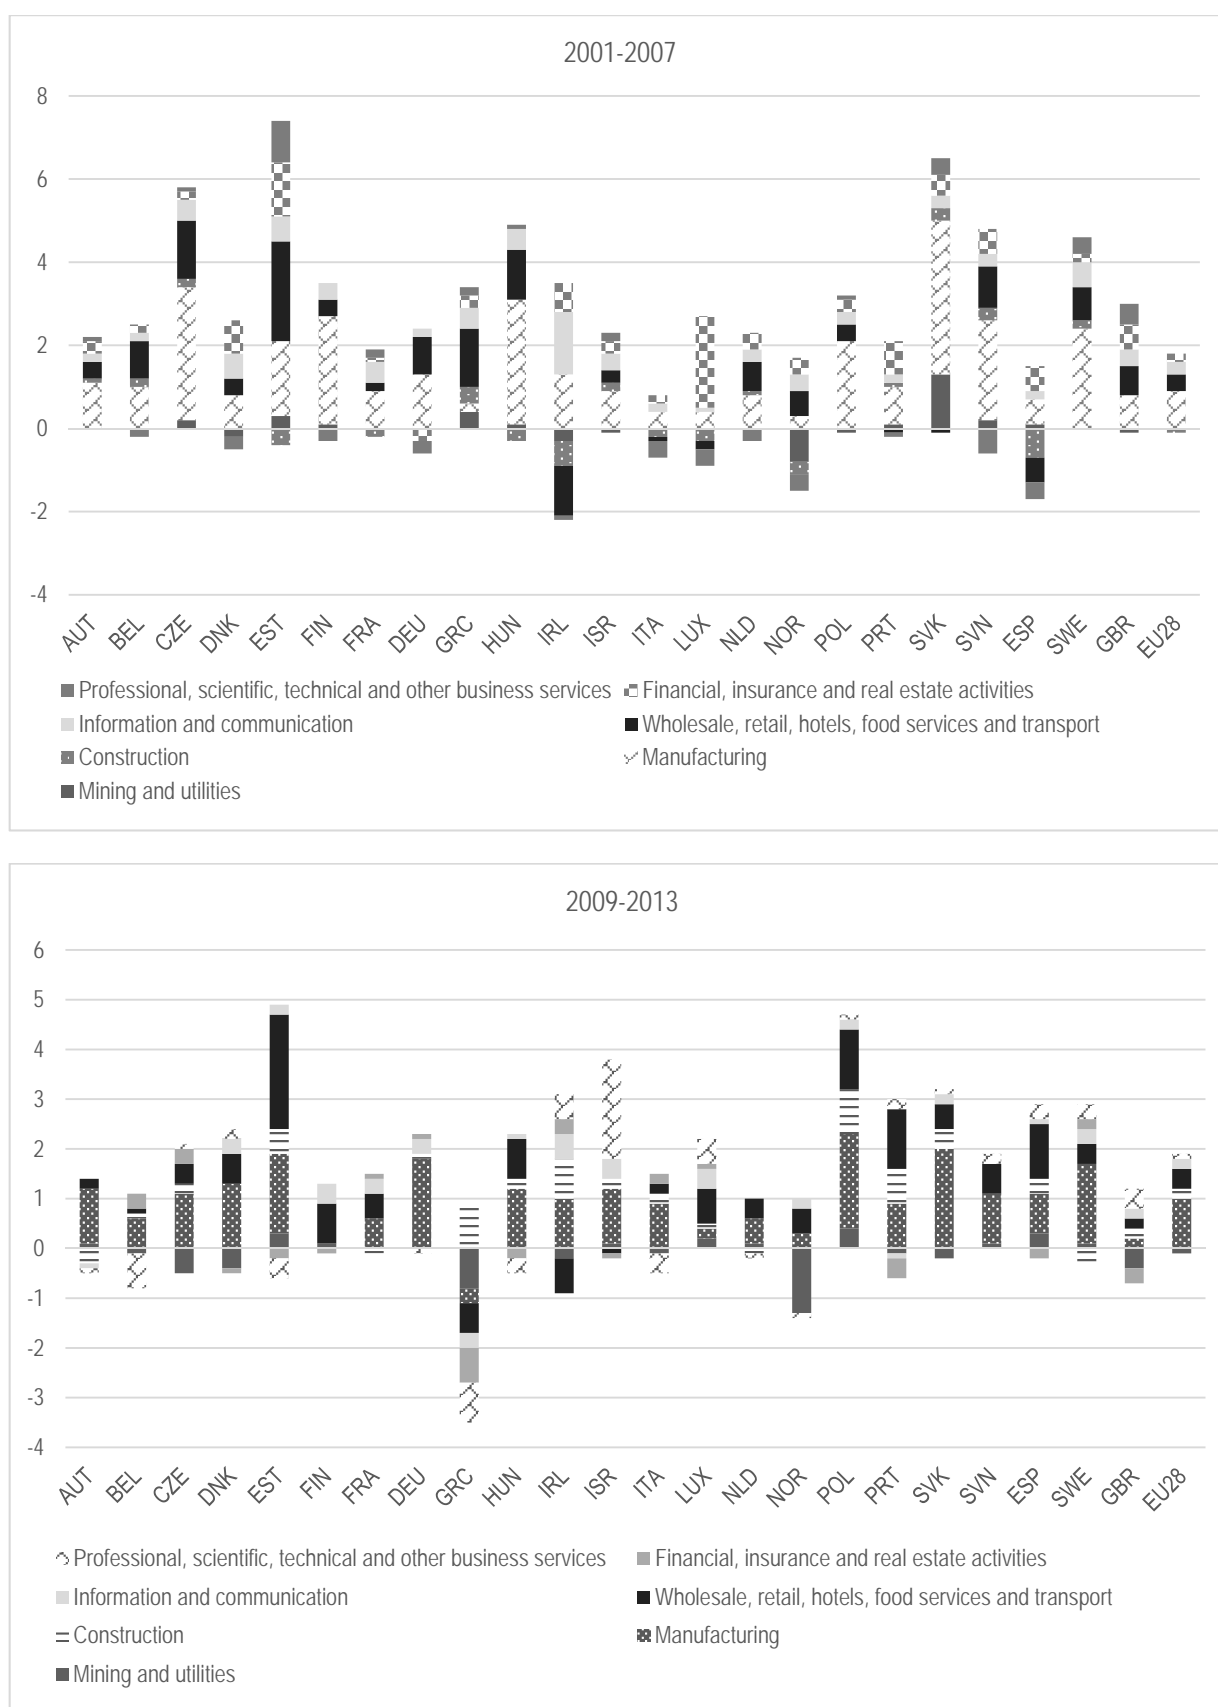 2001-2007
8
6
4
2
0
-2
-4
AUT BEL CZE DNK EST FIN FRA DEU GRC HUN IRL ISR ITA LUX NLD NOR POL PRT SVK SVN ESP SWE GBR EU28
Professional, scientific, technical and other business services Financial, insurance and real estate activities
Information and communication Wholesale, retail, hotels, food services and transport
Construction Manufacturing
Mining and utilities
2009-2013
6
5
4
3
2
1
0
-1
-2
-3
-4
AUT BEL CZE DNK EST FIN FRA DEU GRC HUN IRL ISR ITA LUX NLD NOR POL PRT SVK SVN ESP SWE GBR EU28
Professional, scientific, technical and other business services Financial, insurance and real estate activities
Information and communication Wholesale, retail, hotels, food services and transport
Construction Manufacturing
Mining and utilities